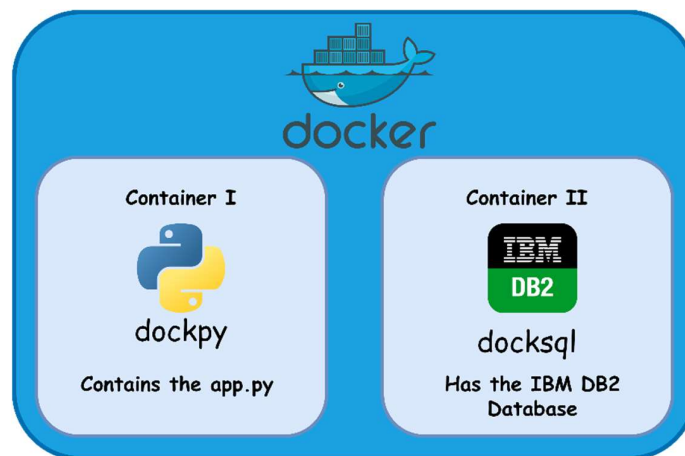 docker
Container I
dockpy
Contains the app.py
Container II
IBM
DB2
docksql
Has the IBM DB2
Database